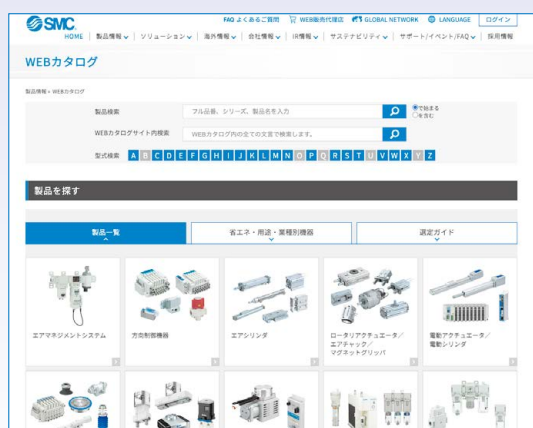 SMC
FAQ よくあるご質問 WEB販売代理店 GLOBAL NETWORK LANGUAGE ログイン
HOME 製品情報 ソリューション 海外情報 会社情報 IR情報 サステナビリティ サポート/イベント/FAQ 採用情報
WEBカタログ
製品情報 » WEBカタログ
製品検索 フル品番、シリーズ、製品名を入力 で始まる
を含む
WEBカタログサイト内検索 WEBカタログ内の全ての文言で検索します。
型式検索 A B C D E F G H I J K L M N O P Q R S T U V W X Y Z
製品を探す
製品一覧 省エネ・用途・業種別機器 選定ガイド
エアマネジメントシステム 方向制御機器 エアシリンダ ロータリアクチュエータ/ 電動アクチュエータ/
エアチャック/ 電動シリンダ
マグネットグリッパ